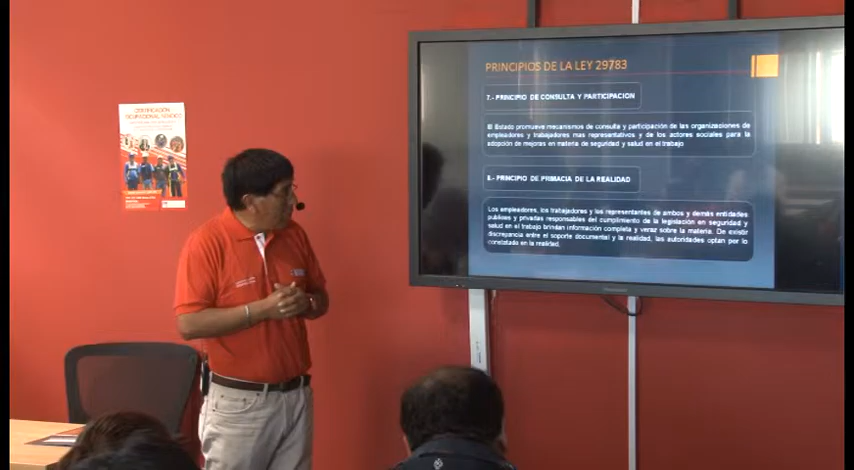 CERTIFICACIÓN
PRINCIPIOS DE LA LEY 29783
7.- PRINCIPIO DE CONSULTA Y PARTICIPACION
El Estado promueve mecanismos de consulta y participación de las organizaciones de
empleadores y trabajadores mas representativos y de los actores sociales para la
adopción de mejoras en materia de seguridad y salud en el trabajo
8.- PRINCIPIO DE PRIMACIA DE LA REALIDAD
Los empleadores, los trabajadores y los representantes de ambos y demás entidades
publicas y privadas responsables del cumplimiento de la legislación en seguridad y
salud en el trabajo brindan información completa y veraz sobre la materia. De existir
discrepancia entre el soporte documental y la realidad, las autoridades optan por lo
constatado en la realidad.